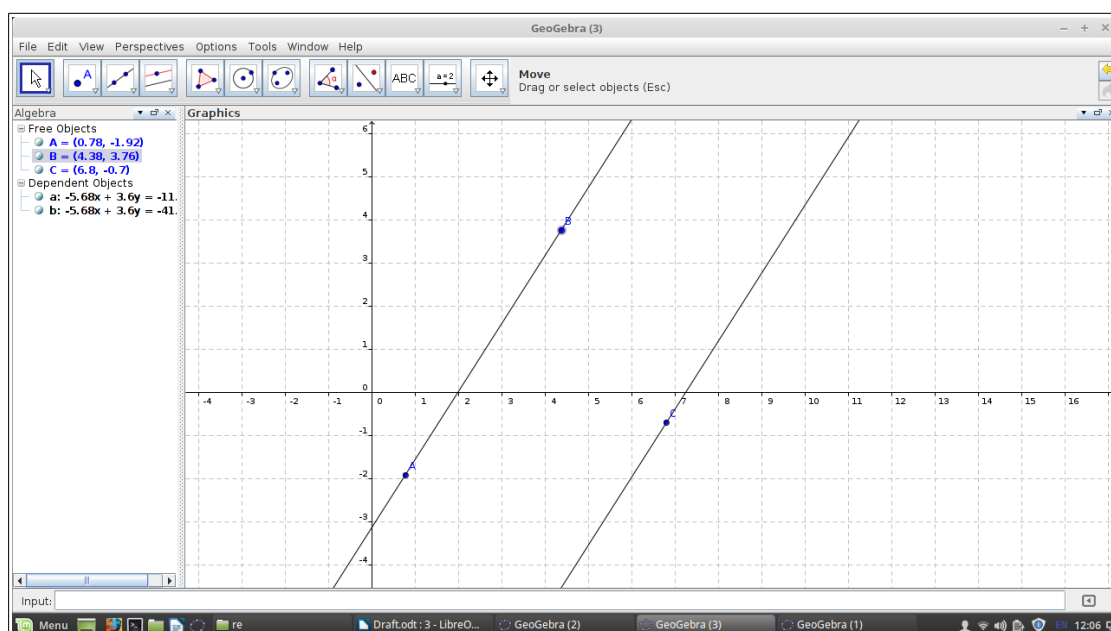 GeoGebra (3)
File Edit View Perspectives Options Tools Window Help
A
α
ABC
a=2
Move
Drag or select objects (Esc)
Algebra
Graphics
Free Objects
A = (0.78, -1.92)
B = (4.38, 3.76)
C = (6.8, -0.7)
Dependent Objects
a: -5.68x + 3.6y = -11.
b: -5.68x + 3.6y = -41.
6
5
B
4
3
2
1
0
-4 -3 -2 -1 0 1 2 3 4 5 6 7 8 9 10 11 12 13 14 15 16
C
-1
A
-2
-3
-4
Input:
Menu re Draft.odt : 3 - LibreO... GeoGebra (2) GeoGebra (3) GeoGebra (1) EN 12:06